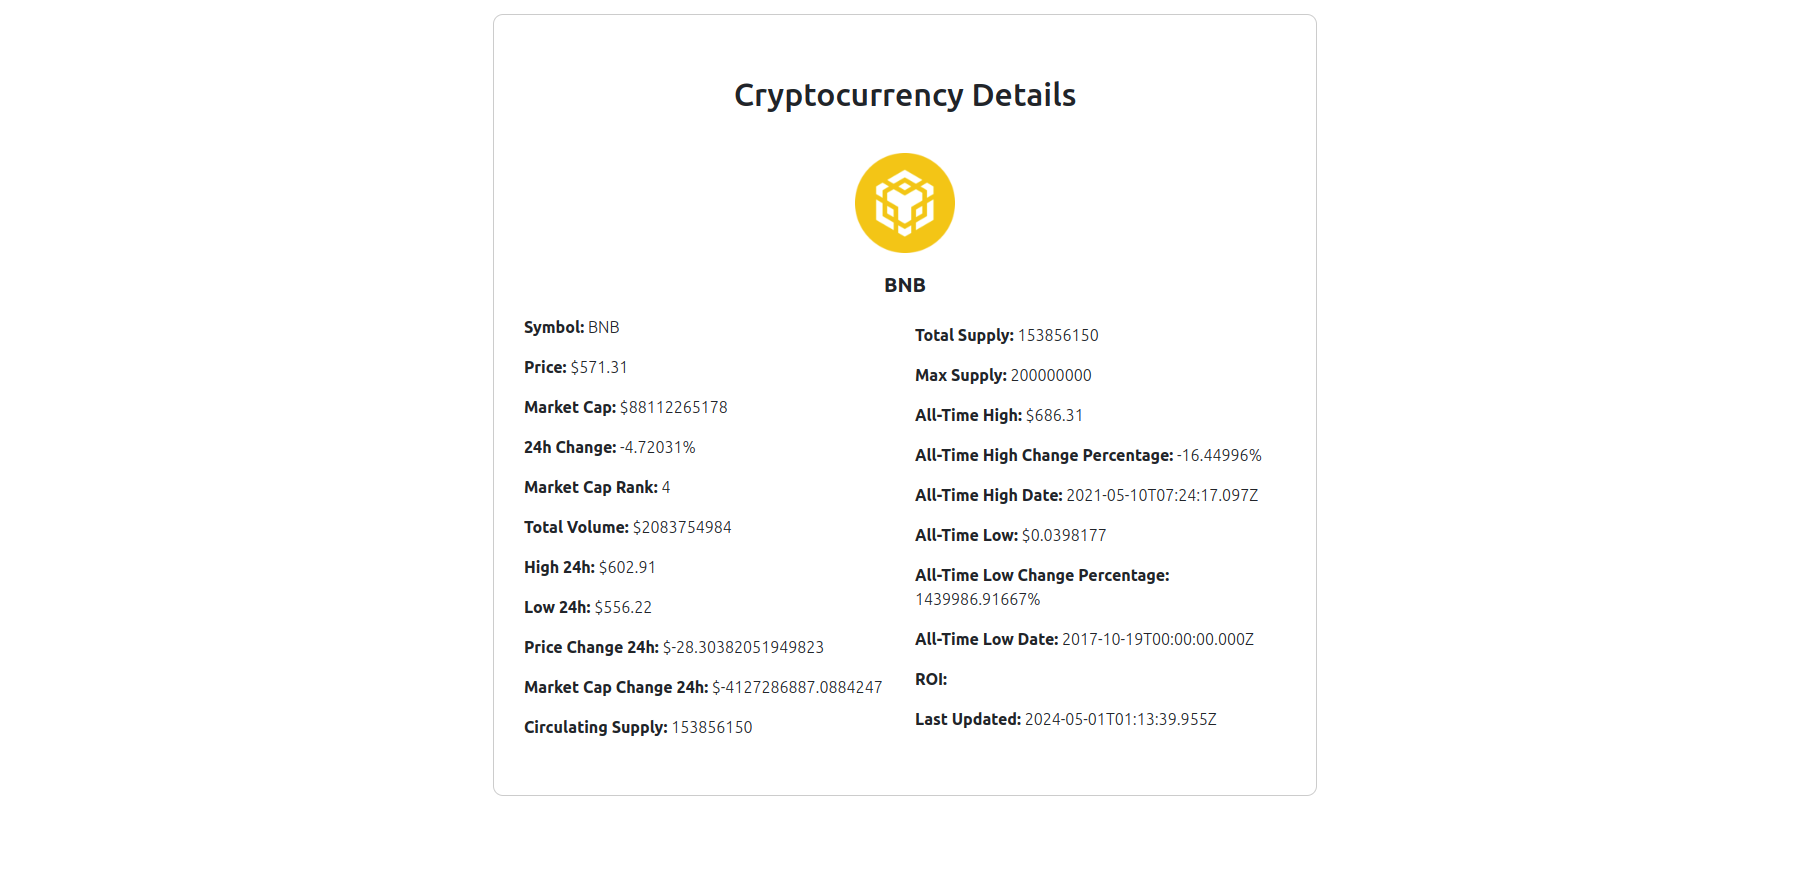 Cryptocurrency Details
BNB
Symbol: BNB
Price: $571.31
Market Cap: $88112265178
24h Change: -4.72031%
Market Cap Rank: 4
Total Volume: $2083754984
High 24h: $602.91
Low 24h: $556.22
Price Change 24h: $-28.30382051949823
Market Cap Change 24h: $-4127286887.0884247
Circulating Supply: 153856150
Total Supply: 153856150
Max Supply: 200000000
All-Time High: $686.31
All-Time High Change Percentage: -16.44996%
All-Time High Date: 2021-05-10T07:24:17.097Z
All-Time Low: $0.0398177
All-Time Low Change Percentage:
1439986.91667%
All-Time Low Date: 2017-10-19T00:00:00.000Z
ROI:
Last Updated: 2024-05-01T01:13:39.955Z